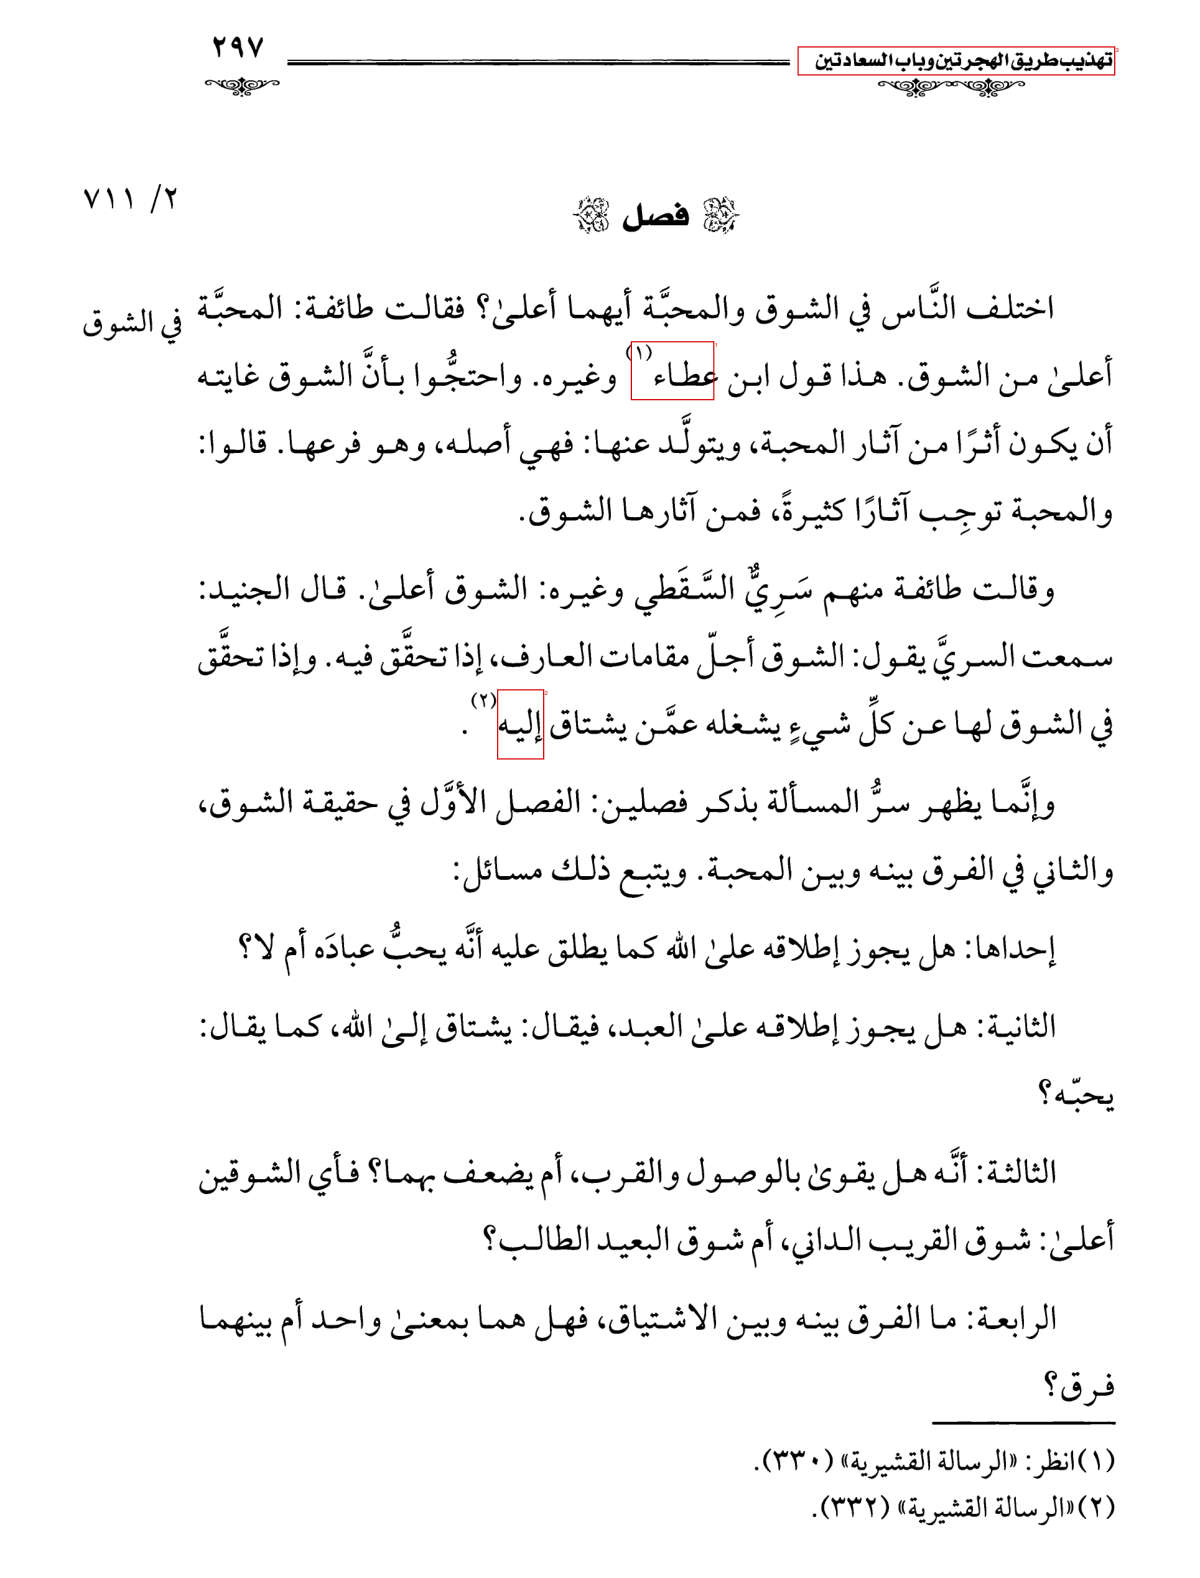 تهذيب طريق الهجرتين وباب السعادتين
٢٩٧
٢/ ٧١١
فصل
في الشوق
اختلف النَّاس في الشوق والمحبَّة أيهما أعلىٰ؟ فقالت طائفة: المحبَّة
أعلىٰ من الشوق. هذا قول ابن عطاء(١) وغيره. واحتجُّوا بأنَّ الشوق غايته
أن يكون أثرًا من آثار المحبة، ويتولَّد عنها: فهي أصله، وهو فرعها. قالوا:
والمحبة توجِب آثارًا كثيرةً، فمن آثارها الشوق.
وقالت طائفة منهم سَرِيٌّ السَّقَطي وغيره: الشوق أعلىٰ. قال الجنيد:
سمعت السريَّ يقول: الشوق أجلّ مقامات العارف، إذا تحقَّق فيه. وإذا تحقَّق
في الشوق لها عن كلِّ شيءٍ يشغله عمَّن يشتاق إليه(٢).
وإنَّما يظهر سرُّ المسألة بذكر فصلين: الفصل الأوَّل في حقيقة الشوق،
والثاني في الفرق بينه وبين المحبة. ويتبع ذلك مسائل:
إحداها: هل يجوز إطلاقه علىٰ الله كما يطلق عليه أنَّه يحبُّ عبادَه أم لا؟
الثانية: هل يجوز إطلاقه علىٰ العبد، فيقال: يشتاق إلىٰ الله، كما يقال:
يحبّه؟
الثالثة: أنَّه هل يقوىٰ بالوصول والقرب، أم يضعف بهما؟ فأي الشوقين
أعلىٰ: شوق القريب الداني، أم شوق البعيد الطالب؟
الرابعة: ما الفرق بينه وبين الاشتياق، فهل هما بمعنىٰ واحد أم بينهما
فرق؟
(١)انظر: «الرسالة القشيرية» (٣٣٠).
(٢)«الرسالة القشيرية» (٣٣٢).